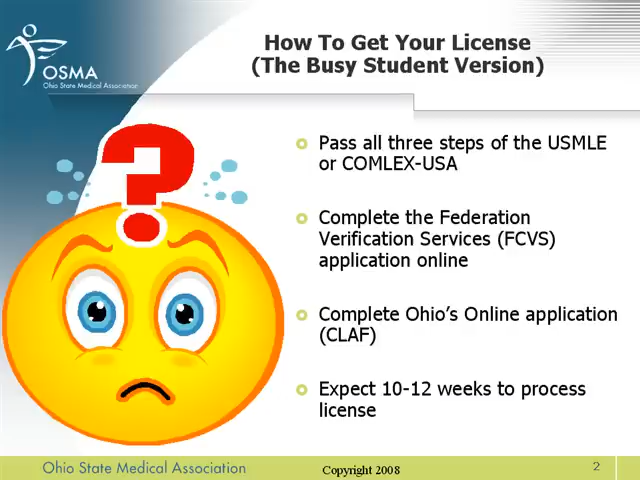 How To Get Your License
(The Busy Student Version)
OSMA
Ohio State Medical Association
?
Pass all three steps of the USMLE
or COMLEX-USA
Complete the Federation
Verification Services (FCVS)
application online
Complete Ohio's Online application
(CLAF)
Expect 10-12 weeks to process
license
Ohio State Medical Association
Copyright 2008
2